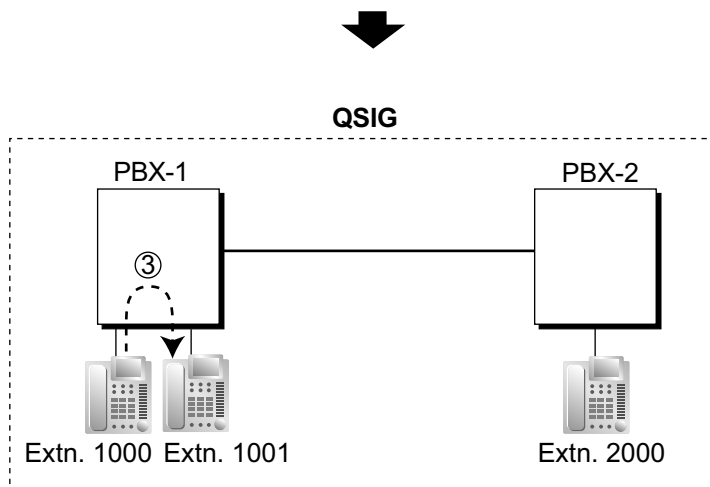 QSIG
PBX-1
PBX-2
③
Extn. 1000
Extn. 1001
Extn. 2000